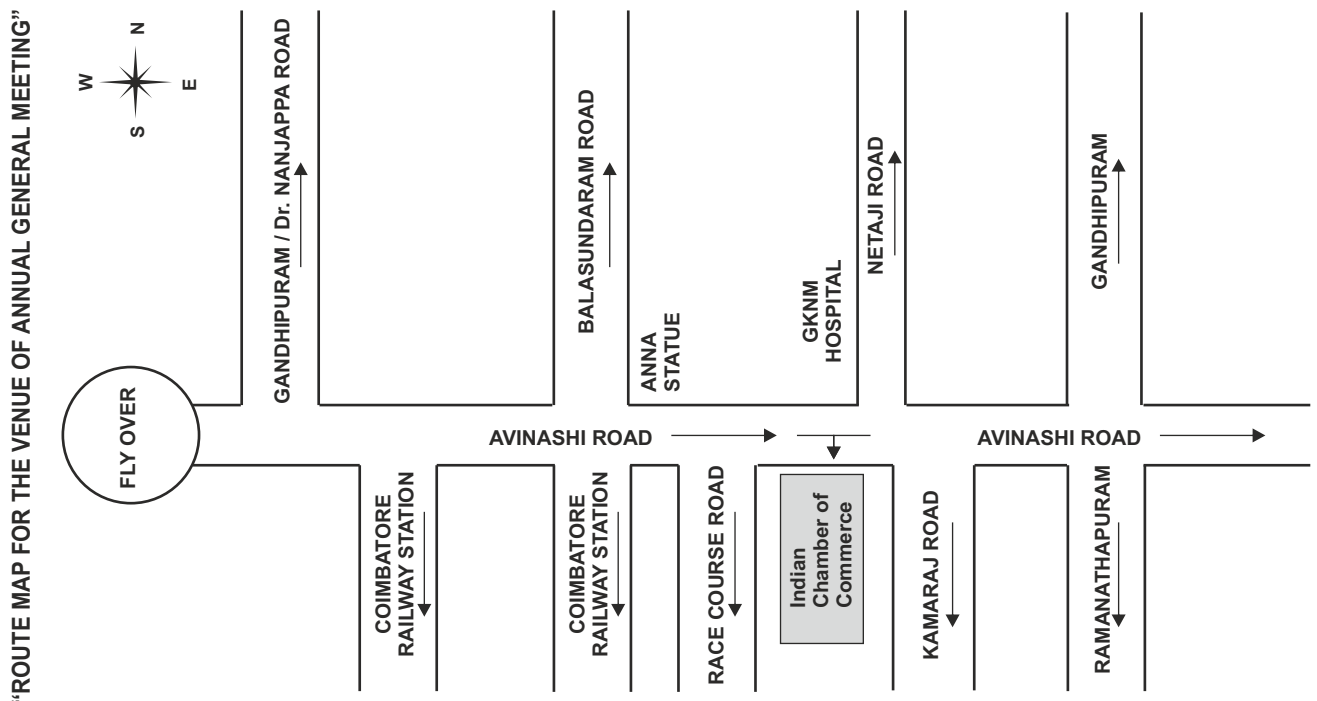 "ROUTE MAP FOR THE VENUE OF ANNUAL GENERAL MEETING"
N
W
E
S
GANDHIPURAM / Dr. NANJAPPA ROAD
BALASUNDARAM ROAD
ANNA
STATUE
GKNM
HOSPITAL
NETAJI ROAD
GANDHIPURAM
FLY OVER
AVINASHI ROAD
AVINASHI ROAD
COIMBATORE
RAILWAY STATION
COIMBATORE
RAILWAY STATION
RACE COURSE ROAD
Indian
Chamber of
Commerce
KAMARAJ ROAD
RAMANATHAPURAM